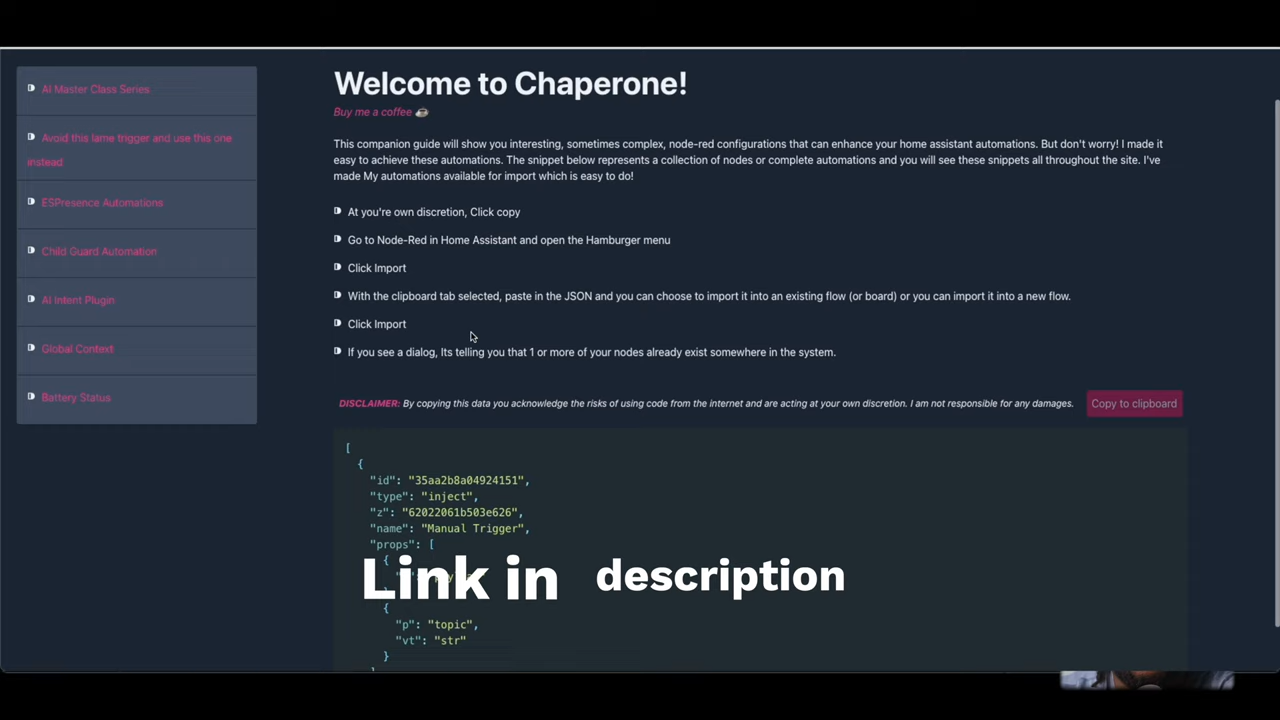 AI Master Class Series
Avoid this lame trigger and use this one
instead
ESPresence Automations
Child Guard Automation
AI Intent Plugin
Global Context
Battery Status
Welcome to Chaperone!
Buy me a coffee
This companion guide will show you interesting, sometimes complex, node-red configurations that can enhance your home assistant automations. But don't worry! I made it
easy to achieve these automations. The snippet below represents a collection of nodes or complete automations and you will see these snippets all throughout the site. I've
made My automations available for import which is easy to do!
At you're own discretion, Click copy
Go to Node-Red in Home Assistant and open the Hamburger menu
Click Import
With the clipboard tab selected, paste in the JSON and you can choose to import it into an existing flow (or board) or you can import it into a new flow.
Click Import
If you see a dialog, Its telling you that 1 or more of your nodes already exist somewhere in the system.
DISCLAIMER: By copying this data you acknowledge the risks of using code from the internet and are acting at your own discretion. I am not responsible for any damages.
Copy to clipboard
[
{
"id": "35aa2b8a04924151",
"type": "inject",
"z": "62022061b503e626",
"name": "Manual Trigger",
"props": [
{
Link in description
{
"p": "topic",
"vt": "str"
}